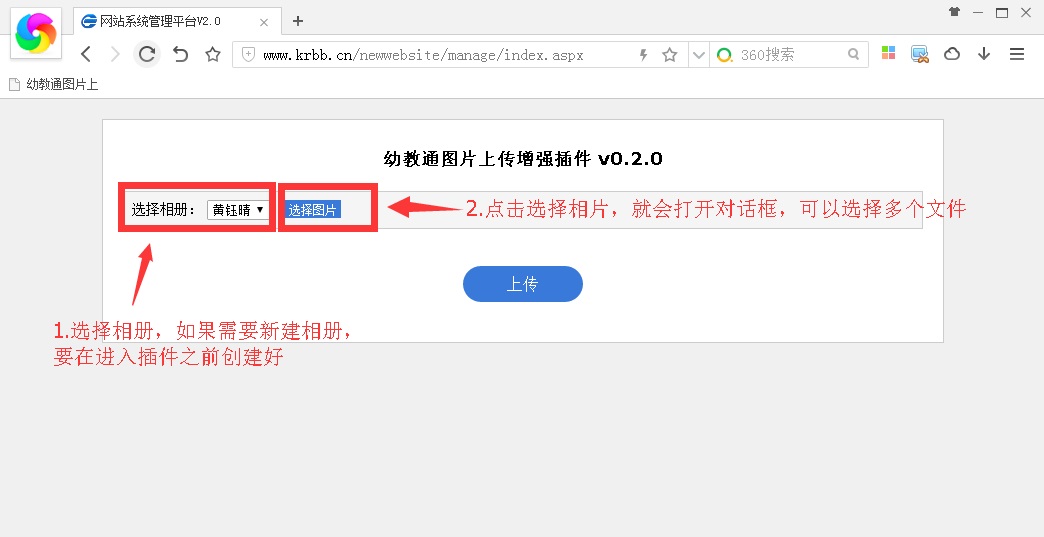 网站系统管理平台V2.0
www.krbb.cn/newwebsite/manage/index.aspx
360搜索
幼教通图片上
幼教通图片上传增强插件 v0.2.0
选择相册： 黄钰晴 选择图片
2.点击选择相片，就会打开对话框，可以选择多个文件
上传
1.选择相册，如果需要新建相册，
要在进入插件之前创建好